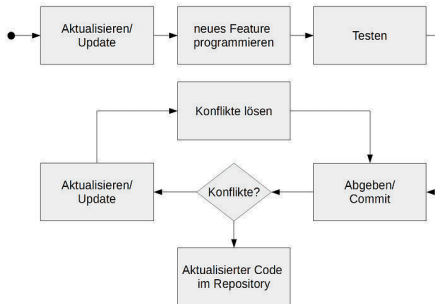 Aktualisieren/
Update
neues Feature
programmieren
Testen
Konflikte lösen
Aktualisieren/
Update
Konflikte?
Abgeben/
Commit
Aktualisierter Code
im Repository